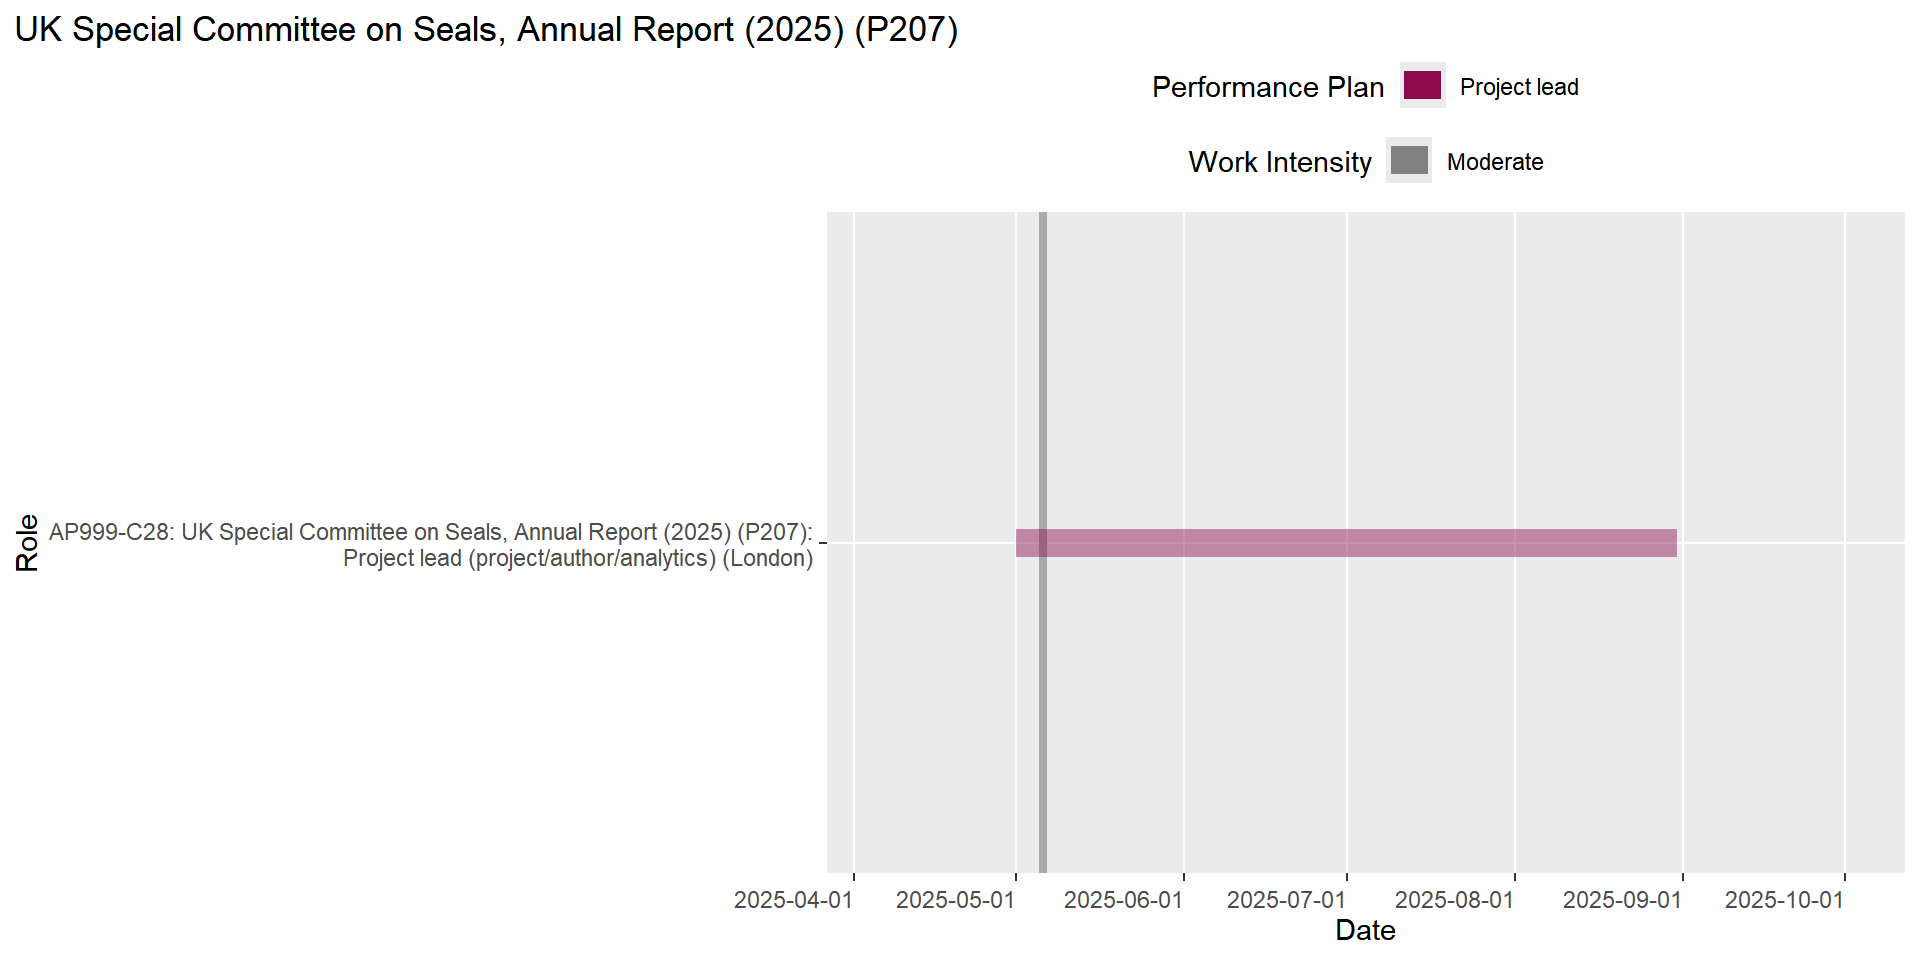 UK Special Committee on Seals, Annual Report (2025) (P207)
Performance Plan
Project lead
Work Intensity
Moderate
Role
AP999-C28: UK Special Committee on Seals, Annual Report (2025) (P207):
Project lead (project/author/analytics) (London)
2025-04-01
2025-05-01
2025-06-01
2025-07-01
2025-08-01
2025-09-01
2025-10-01
Date